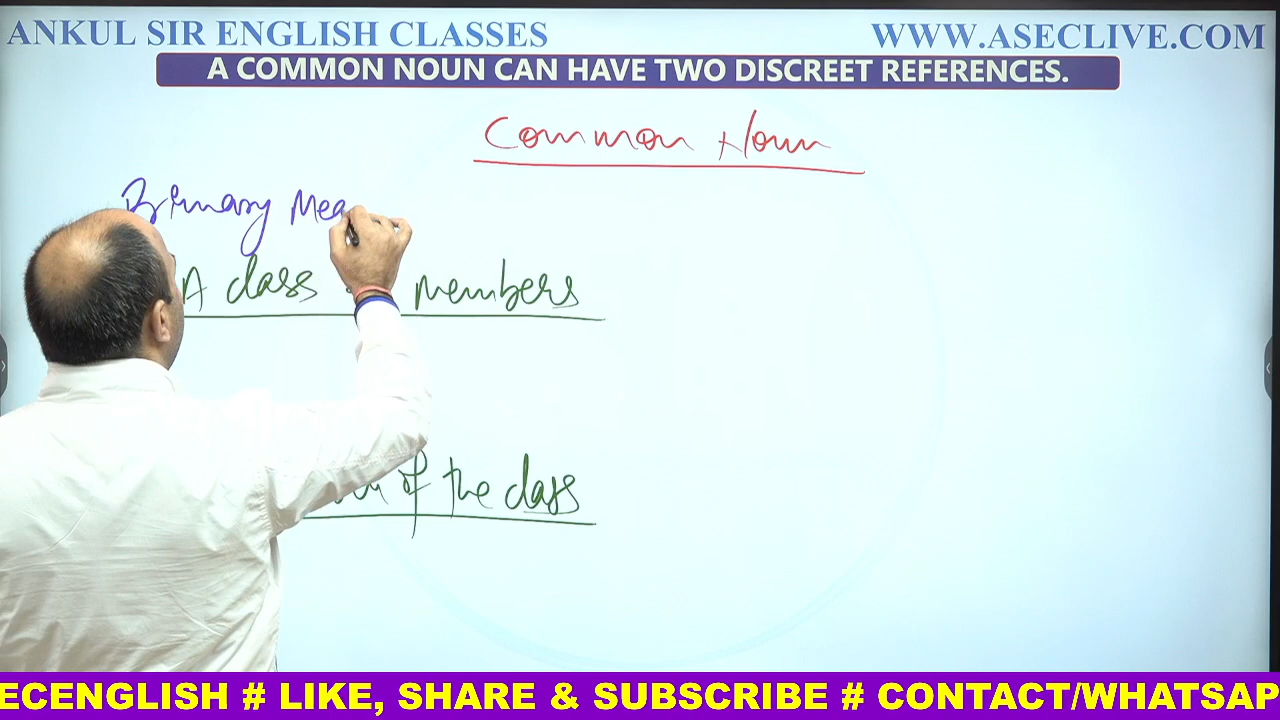 ANKUL SIR ENGLISH CLASSES
WWW.ASECLIVE.COM
A COMMON NOUN CAN HAVE TWO DISCREET REFERENCES.
Common Noun
Primary Mea
A class members
of the class
ECENGLISH # LIKE, SHARE & SUBSCRIBE # CONTACT/WHATSAP